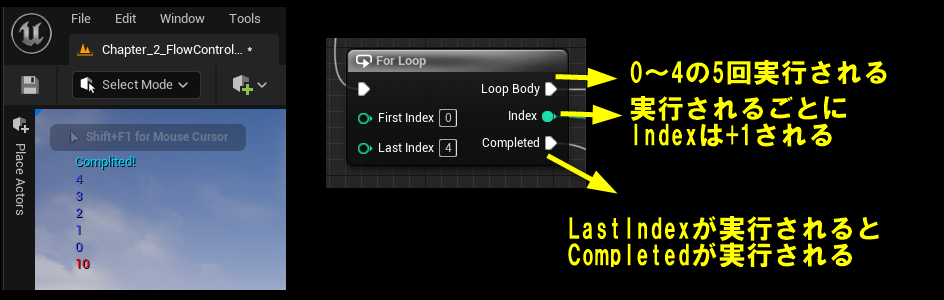 File Edit Window Tools
Chapter_2_FlowControl... •
Select Mode
Place Actors
Shift+F1 for Mouse Cursor
Complited!
4
3
2
1
0
10
For Loop
Loop Body
First Index 0
Index
Last Index 4
Completed
0～4の5回実行される
実行されるごとに
Indexは+1される
LastIndexが実行されると
Completedが実行される